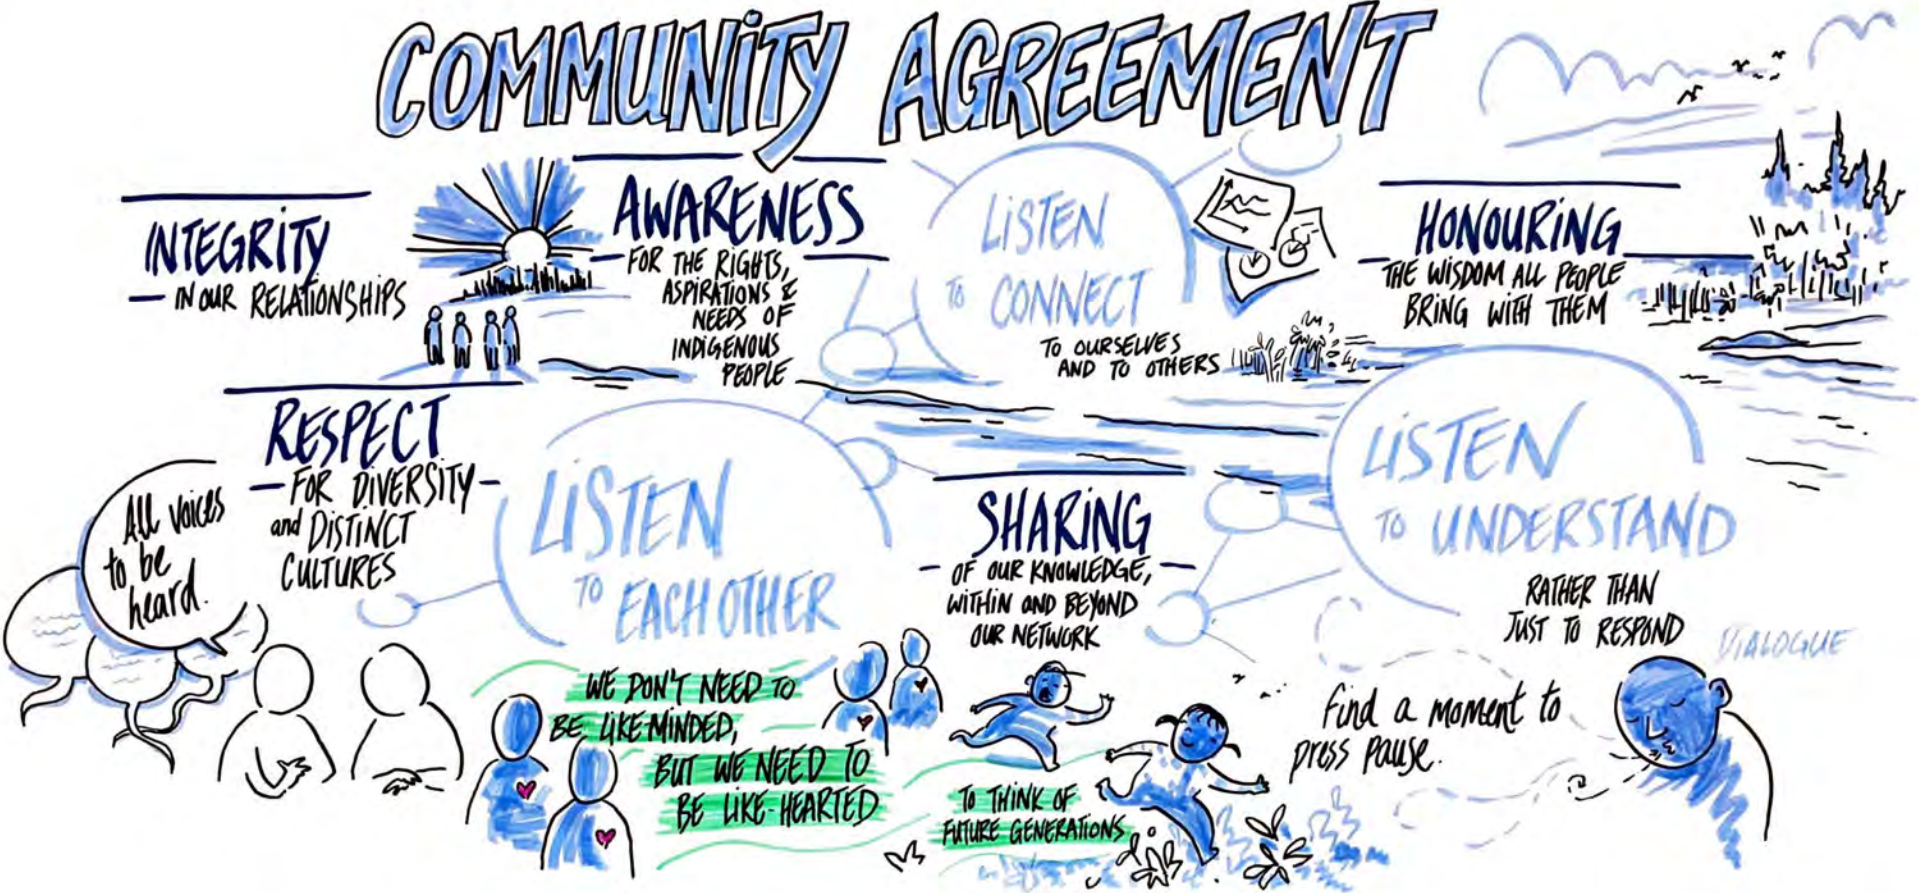 COMMUNITY AGREEMENT
INTEGRITY
IN OUR RELATIONSHIPS
AWARENESS
FOR THE RIGHTS,
ASPIRATIONS &
NEEDS OF
INDIGENOUS
PEOPLE
LISTEN
TO CONNECT
TO OURSELVES
AND TO OTHERS
HONOURING
THE WISDOM ALL PEOPLE
BRING WITH THEM
RESPECT
FOR DIVERSITY
and DISTINCT
CULTURES
All voices
to be
heard.
LISTEN
TO EACH OTHER
SHARING
OF OUR KNOWLEDGE,
WITHIN AND BEYOND
OUR NETWORK
LISTEN
TO UNDERSTAND
RATHER THAN
JUST TO RESPOND
DIALOGUE
WE DON'T NEED TO
BE LIKE-MINDED,
BUT WE NEED TO
BE LIKE-HEARTED
TO THINK OF
FUTURE GENERATIONS
find a moment to
press pause.